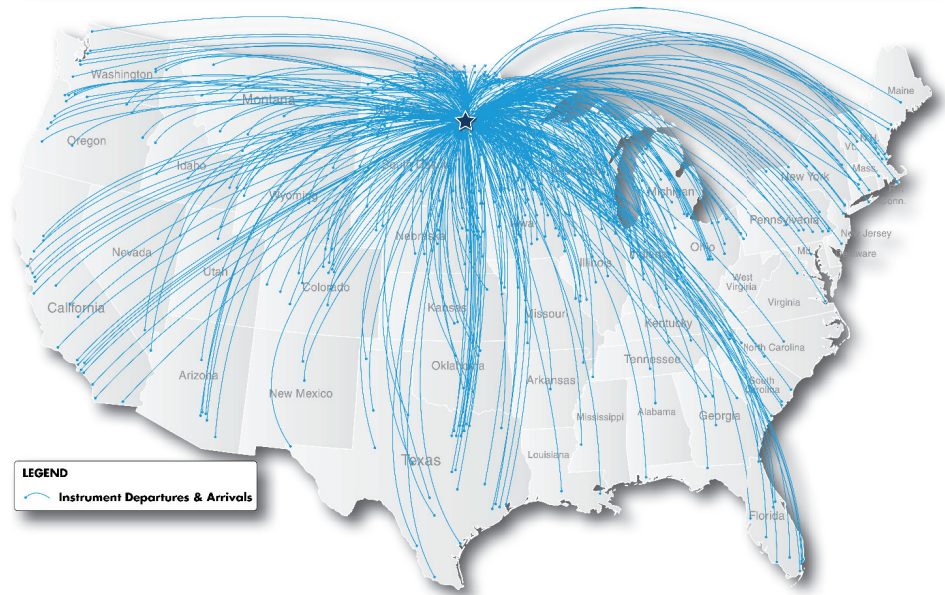 Washington
Montana
Maine
Oregon
Idaho
South Dakota
Vt.
N.H.
Mass.
Wyoming
Michigan
New York
Conn.
Nebraska
Iowa
Pennsylvania
Nevada
Utah
Illinois
Ohio
Md.
New Jersey
California
Colorado
Kansas
Missouri
West
Virginia
Virginia
Kentucky
Arizona
New Mexico
Oklahoma
Arkansas
Tennessee
North Carolina
South
Carolina
Mississippi
Alabama
Georgia
Texas
Louisiana
Florida
LEGEND
Instrument Departures & Arrivals